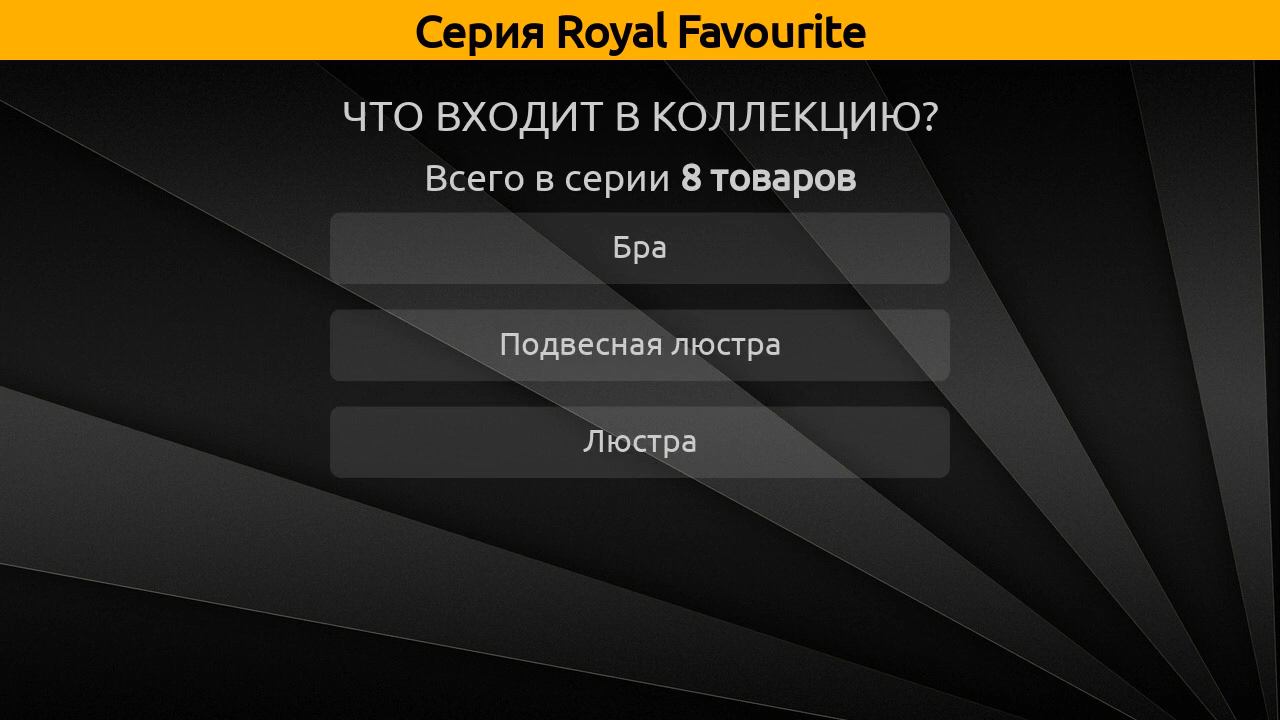 Серия Royal Favourite
ЧТО ВХОДИТ В КОЛЛЕКЦИЮ?
Всего в серии 8 товаров
Бра
Подвесная люстра
Люстра